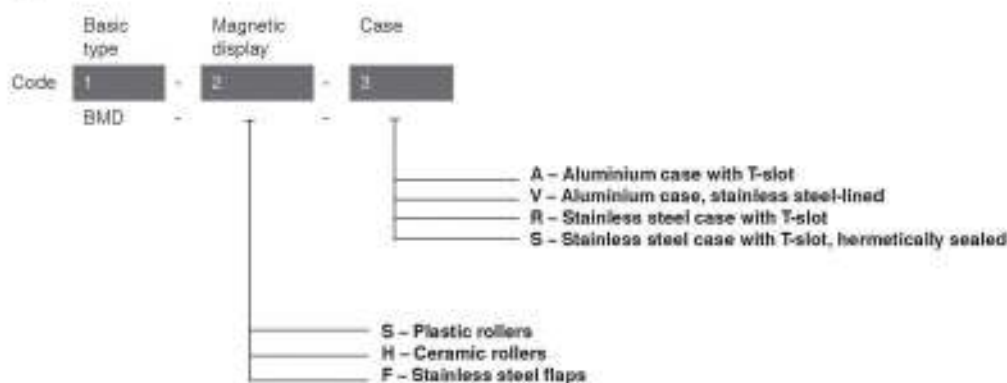 Basic Magnetic Case
type display
Code 1 - 2 - 3
BMD - -
A – Aluminium case with T-slot
V – Aluminium case, stainless steel-lined
R – Stainless steel case with T-slot
S – Stainless steel case with T-slot, hermetically sealed
S – Plastic rollers
H – Ceramic rollers
F – Stainless steel flaps